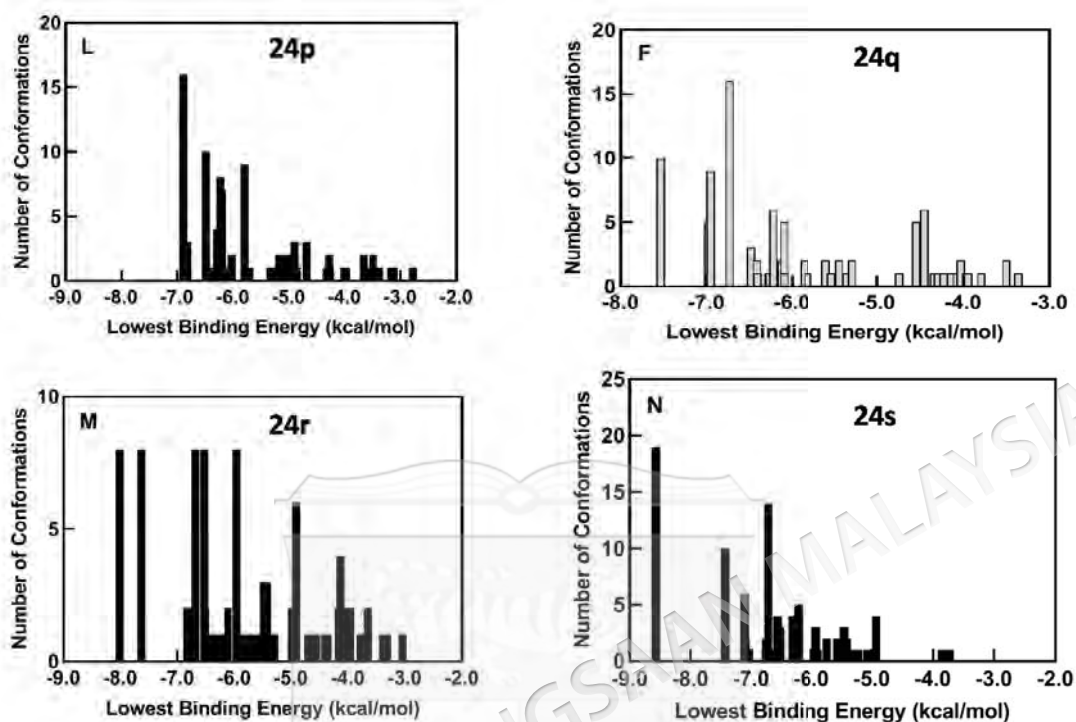 L
24p
20
15
10
5
0
Number of Conformations
-9.0 -8.0 -7.0 -6.0 -5.0 -4.0 -3.0 -2.0
Lowest Binding Energy (kcal/mol)
F
24q
20
15
10
5
0
Number of Conformations
-8.0 -7.0 -6.0 -5.0 -4.0 -3.0
Lowest Binding Energy (kcal/mol)
M
24r
10
5
0
Number of Conformations
-9.0 -8.0 -7.0 -6.0 -5.0 -4.0 -3.0 -2.0
Lowest Binding Energy (kcal/mol)
N
24s
25
20
15
10
5
0
Number of Conformations
-9.0 -8.0 -7.0 -6.0 -5.0 -4.0 -3.0 -2.0
Lowest Binding Energy (kcal/mol)
NGSAAN MALAYSIA